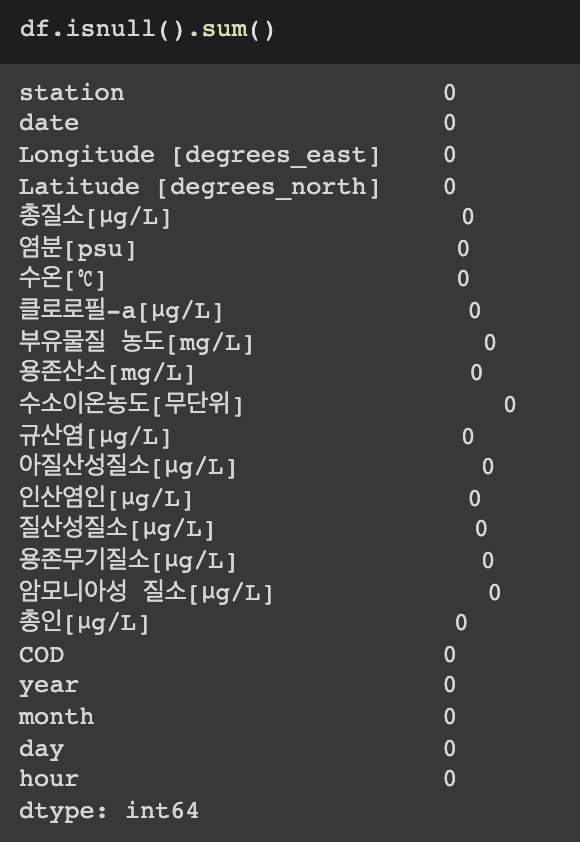 df.isnull().sum()
station 0
date 0
Longitude [degrees_east] 0
Latitude [degrees_north] 0
총질소[µg/L] 0
염분[psu] 0
수온[℃] 0
클로로필-a[µg/L] 0
부유물질 농도[mg/L] 0
용존산소[mg/L] 0
수소이온농도[무단위] 0
규산염[µg/L] 0
아질산성질소[µg/L] 0
인산염인[µg/L] 0
질산성질소[µg/L] 0
용존무기질소[µg/L] 0
암모니아성 질소[µg/L] 0
총인[µg/L] 0
COD 0
year 0
month 0
day 0
hour 0
dtype: int64